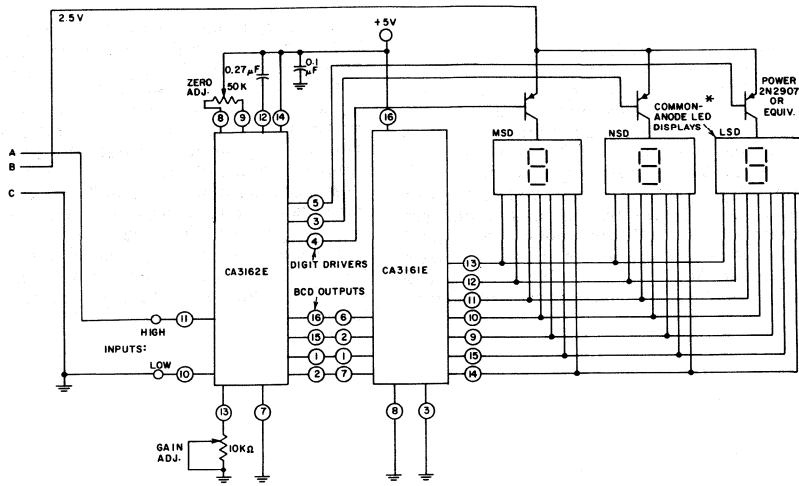 2.5 V
+5V
0.27µF
0.1
µF
ZERO
ADJ.
50 K
8
9
12
14
16
POWER
2N2907
OR
EQUIV.
*
COMMON-
ANODE LED
DISPLAYS
MSD
NSD
LSD
A
B
C
5
3
4
DIGIT DRIVERS
CA3162E
CA3161E
BCD OUTPUTS
13
12
11
10
9
15
14
16
6
15
2
1
1
2
7
HIGH
11
INPUTS:
LOW
10
13
7
8
3
GAIN
ADJ.
10KΩ